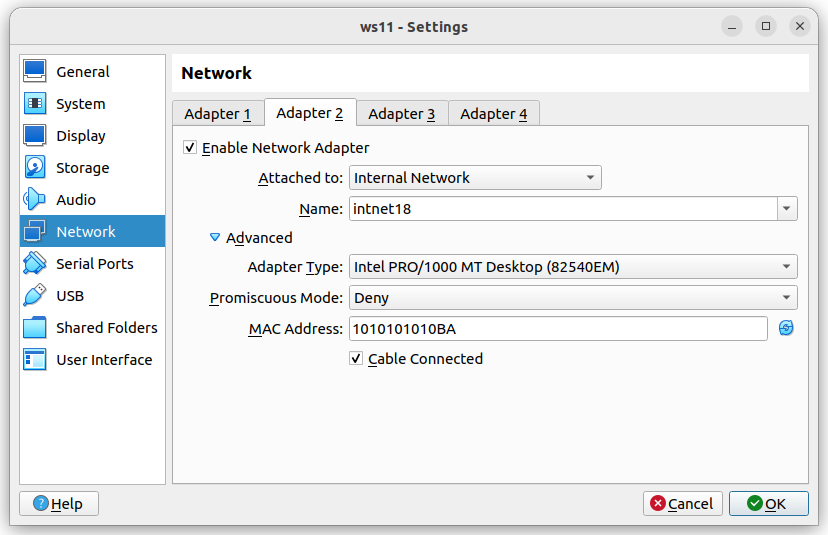 ws11 - Settings
General
System
Display
Storage
Audio
Network
Serial Ports
USB
Shared Folders
User Interface
Network
Adapter 1 Adapter 2 Adapter 3 Adapter 4
Enable Network Adapter
Attached to: Internal Network
Name: intnet18
Advanced
Adapter Type: Intel PRO/1000 MT Desktop (82540EM)
Promiscuous Mode: Deny
MAC Address: 1010101010BA
Cable Connected
Help Cancel OK